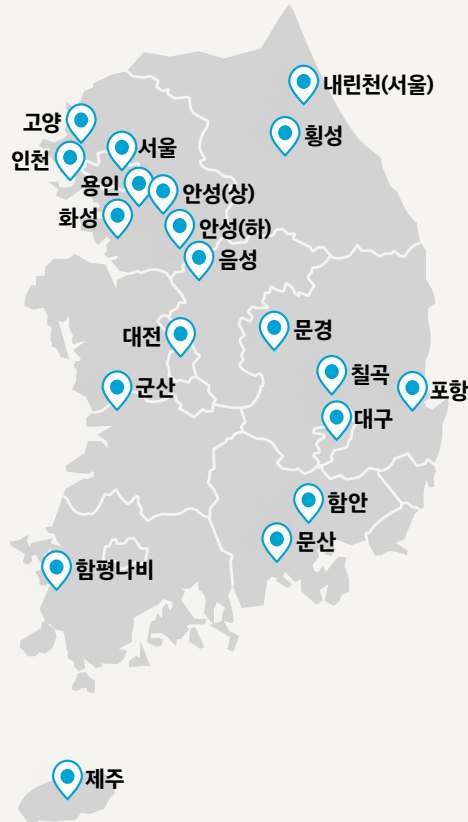 내린천(서울)
고양
횡성
인천
서울
용인
안성(상)
화성
안성(하)
음성
대전
문경
칠곡
군산
포항
대구
함안
문산
함평나비
제주